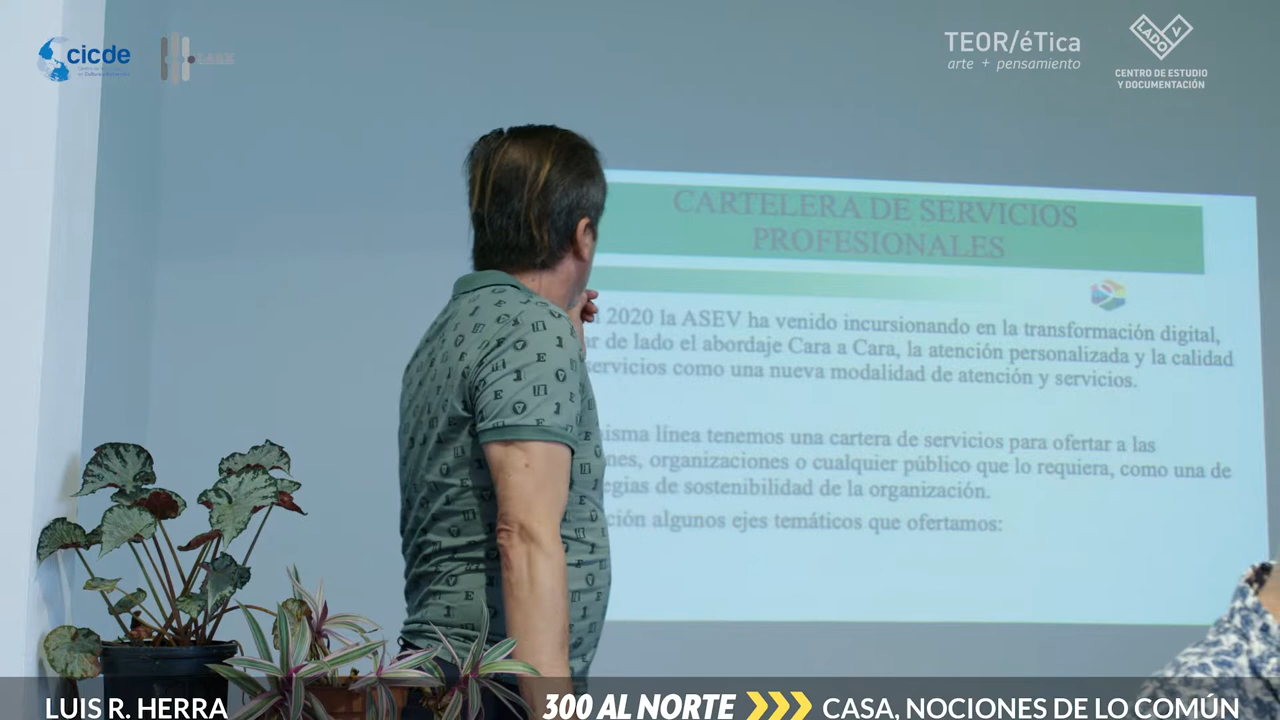 cicde
TEOR/éTica
arte + pensamiento
LADO V
CENTRO DE ESTUDIO
Y DOCUMENTACIÓN
CARTELERA DE SERVICIOS
PROFESIONALES
2020 la ASEV ha venido incursionando en la transformación digital,
de lado el abordaje Cara a Cara, la atención personalizada y la calidad
servicios como una nueva modalidad de atención y servicios.
línea tenemos una cartera de servicios para ofertar a las
organizaciones o cualquier público que lo requiera, como una de
de sostenibilidad de la organización.
algunos ejes temáticos que ofertamos:
LUIS R. HERRA
300 AL NORTE
CASA, NOCIONES DE LO COMÚN